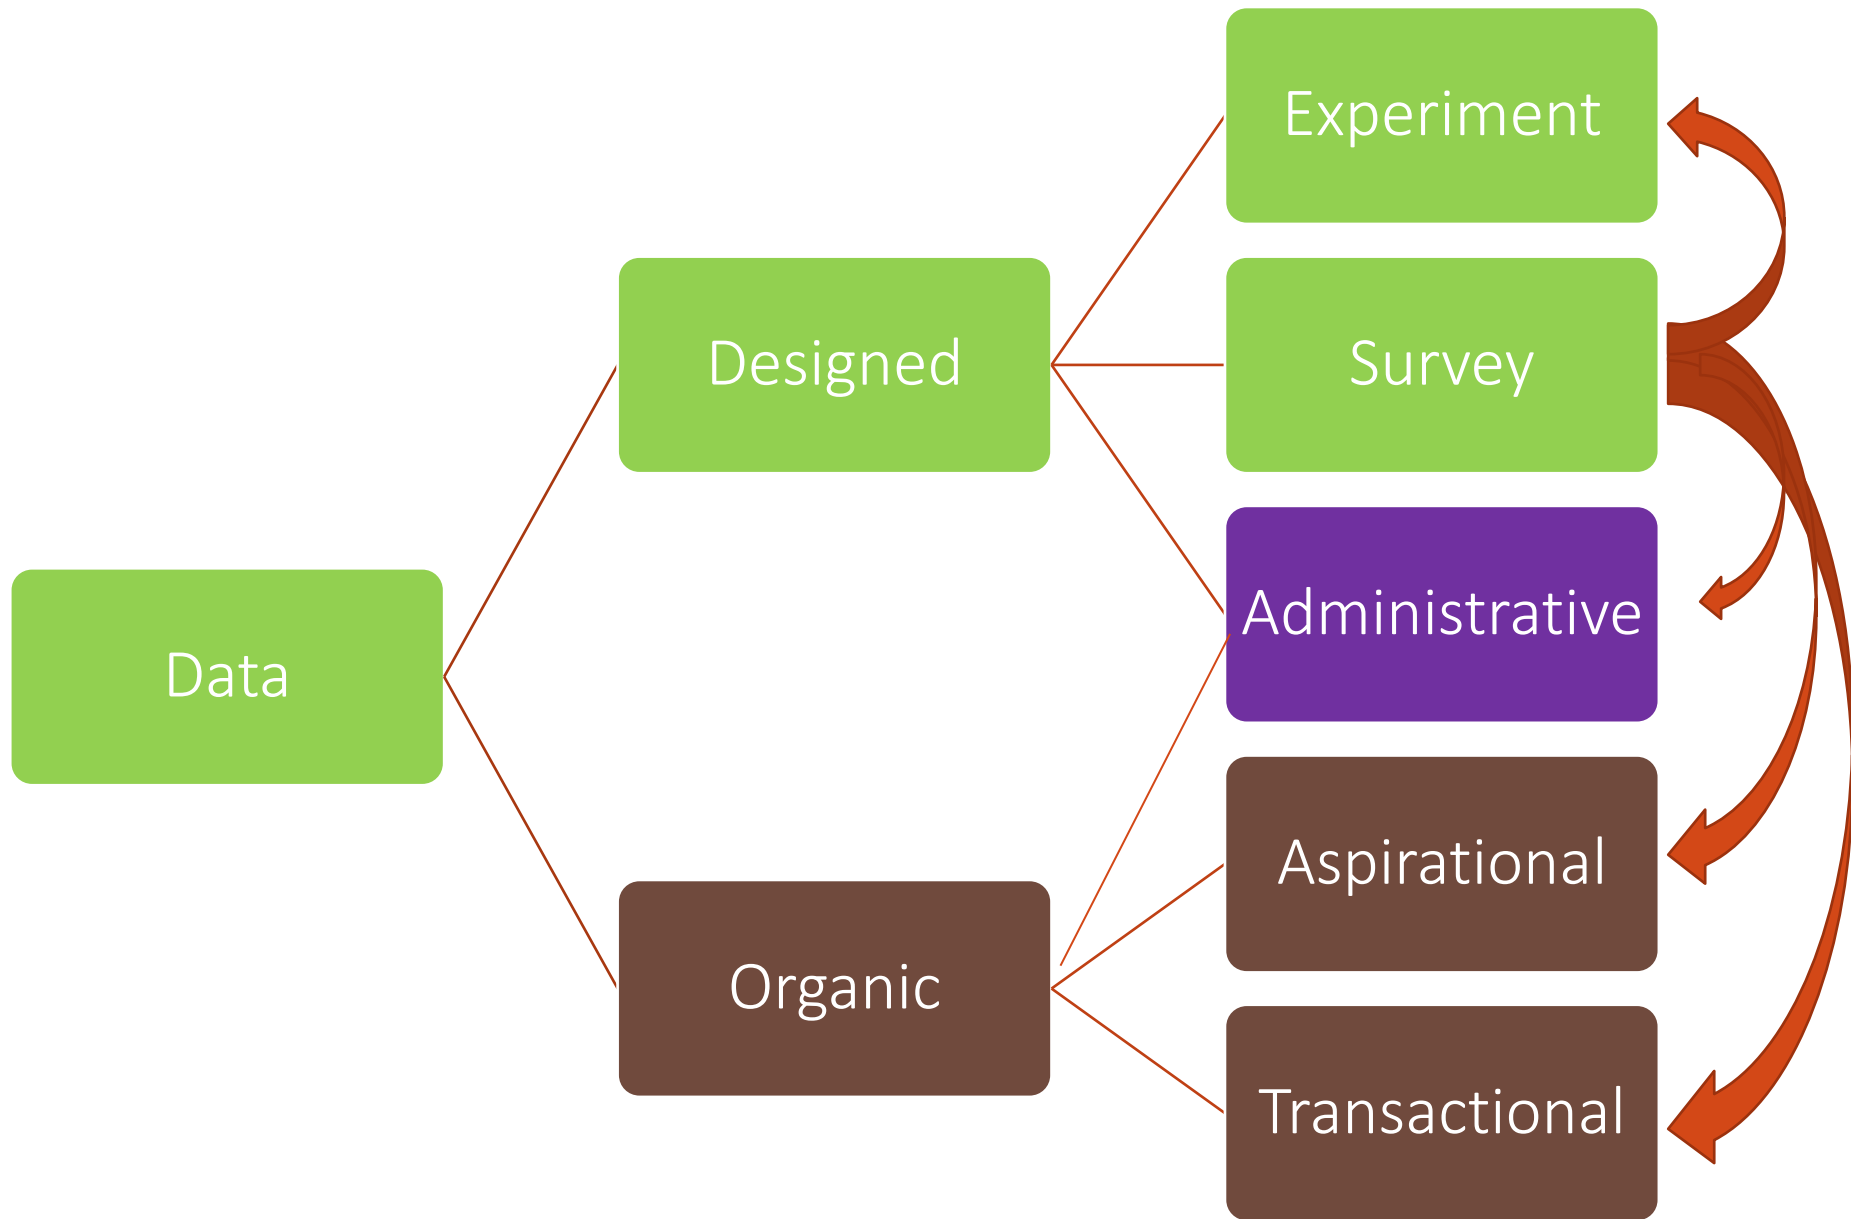 Data
Designed
Organic
Experiment
Survey
Administrative
Aspirational
Transactional